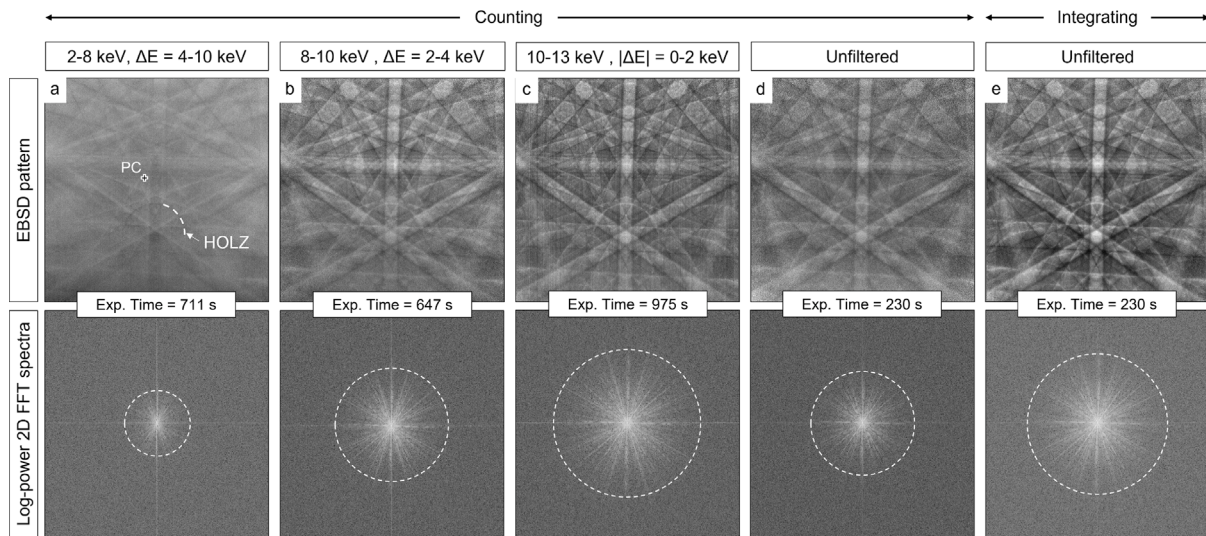 Counting
Integrating
2-8 keV, ΔE = 4-10 keV
8-10 keV , ΔE = 2-4 keV
10-13 keV , |ΔE| = 0-2 keV
Unfiltered
Unfiltered
EBSD pattern
a
b
c
d
e
PC
HOLZ
Exp. Time = 711 s
Exp. Time = 647 s
Exp. Time = 975 s
Exp. Time = 230 s
Exp. Time = 230 s
Log-power 2D FFT spectra